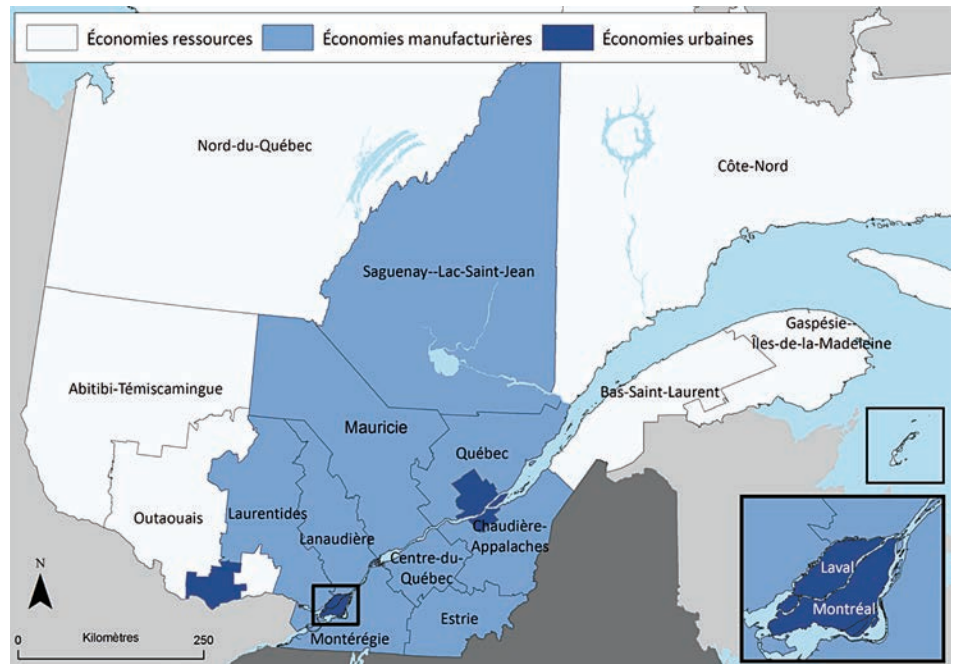 Économies ressources
Économies manufacturières
Économies urbaines
Nord-du-Québec
Côte-Nord
Saguenay--Lac-Saint-Jean
Gaspésie--
Îles-de-la-Madeleine
Abitibi-Témiscamingue
Bas-Saint-Laurent
Mauricie
Québec
Outaouais
Laurentides
Lanaudière
Chaudière-
Appalaches
Centre-du-
Québec
Laval
Montréal
Estrie
Montérégie
N
0
Kilomètres
250